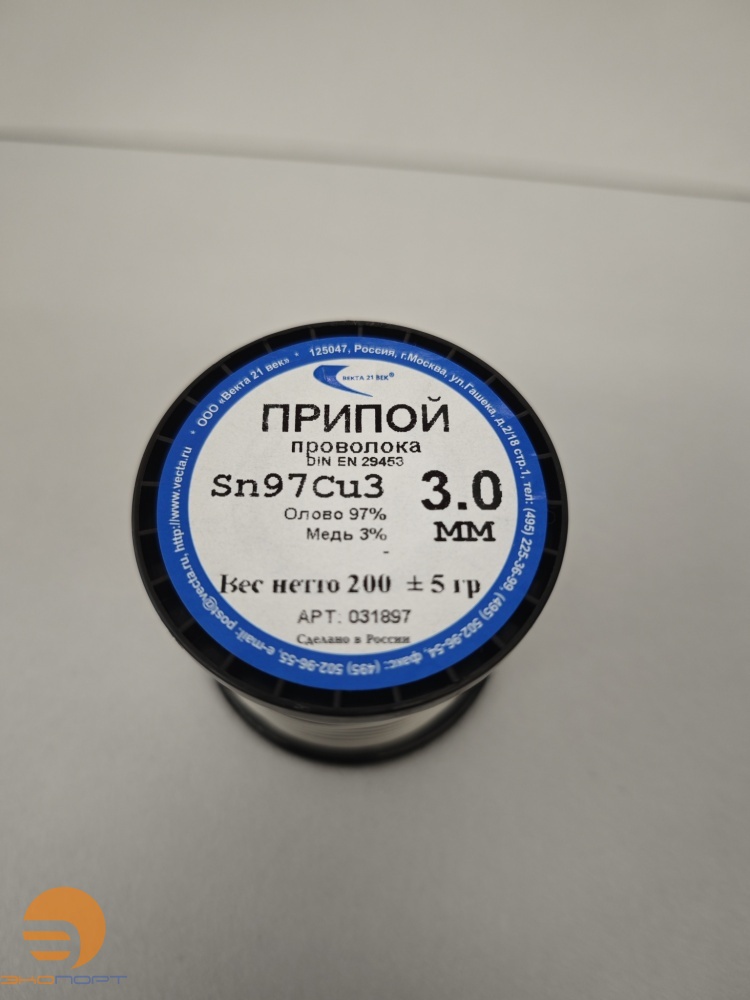 ООО «Векта 21 век» * 125047, Россия, г.Москва, ул.Гашека, д.2/18 стр.1, тел: (495) 225-36-99, (495) 502-96-54, факс: (495) 502-96-55, e-mail: post@vecta.ru, http://www.vecta.ru *
ВЕКТА 21 ВЕК®
ПРИПОЙ
проволока
DIN EN 29453
Sn97Cu3
3.0
мм
Олово 97%
Медь 3%
-
Вес нетто 200 ± 5 гр
АРТ: 031897
Сделано в России
ЭКОПОРТ